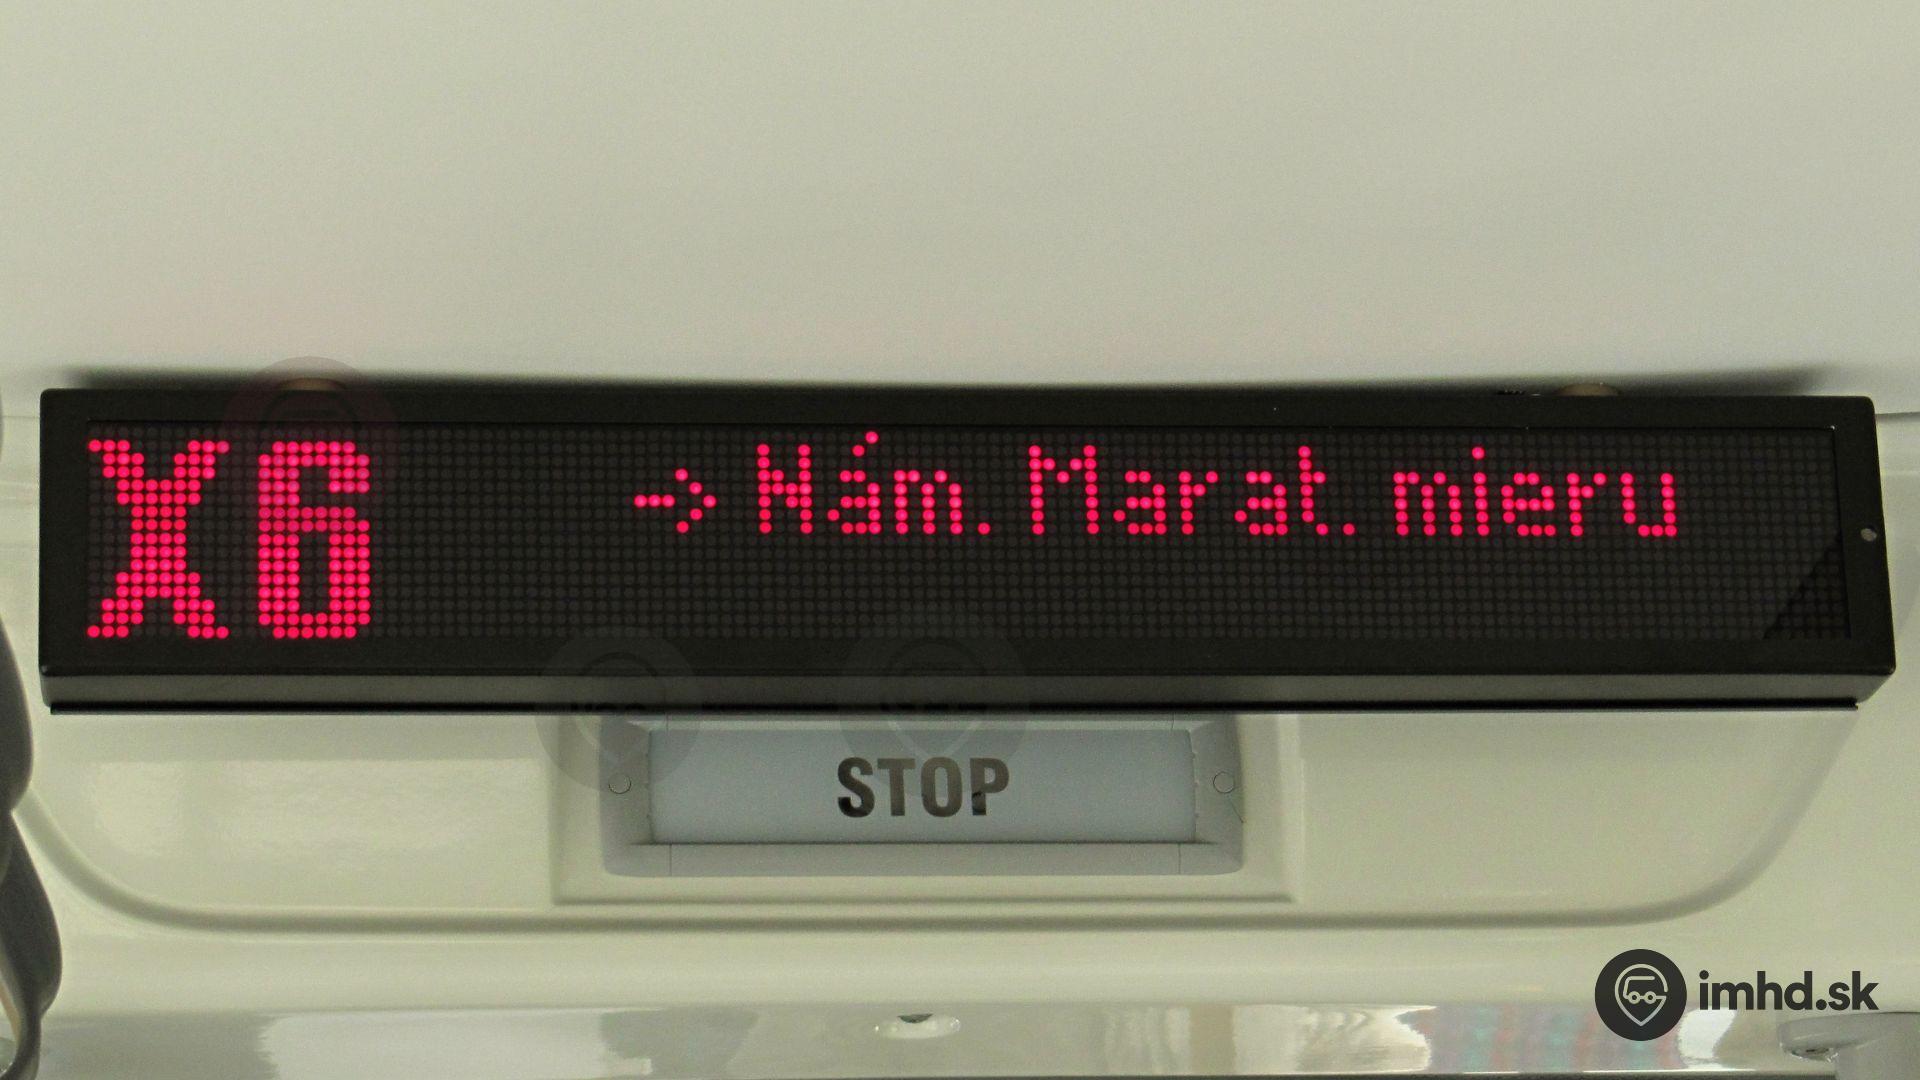 X6 -> Nám. Marat. mieru
STOP
imhd.sk